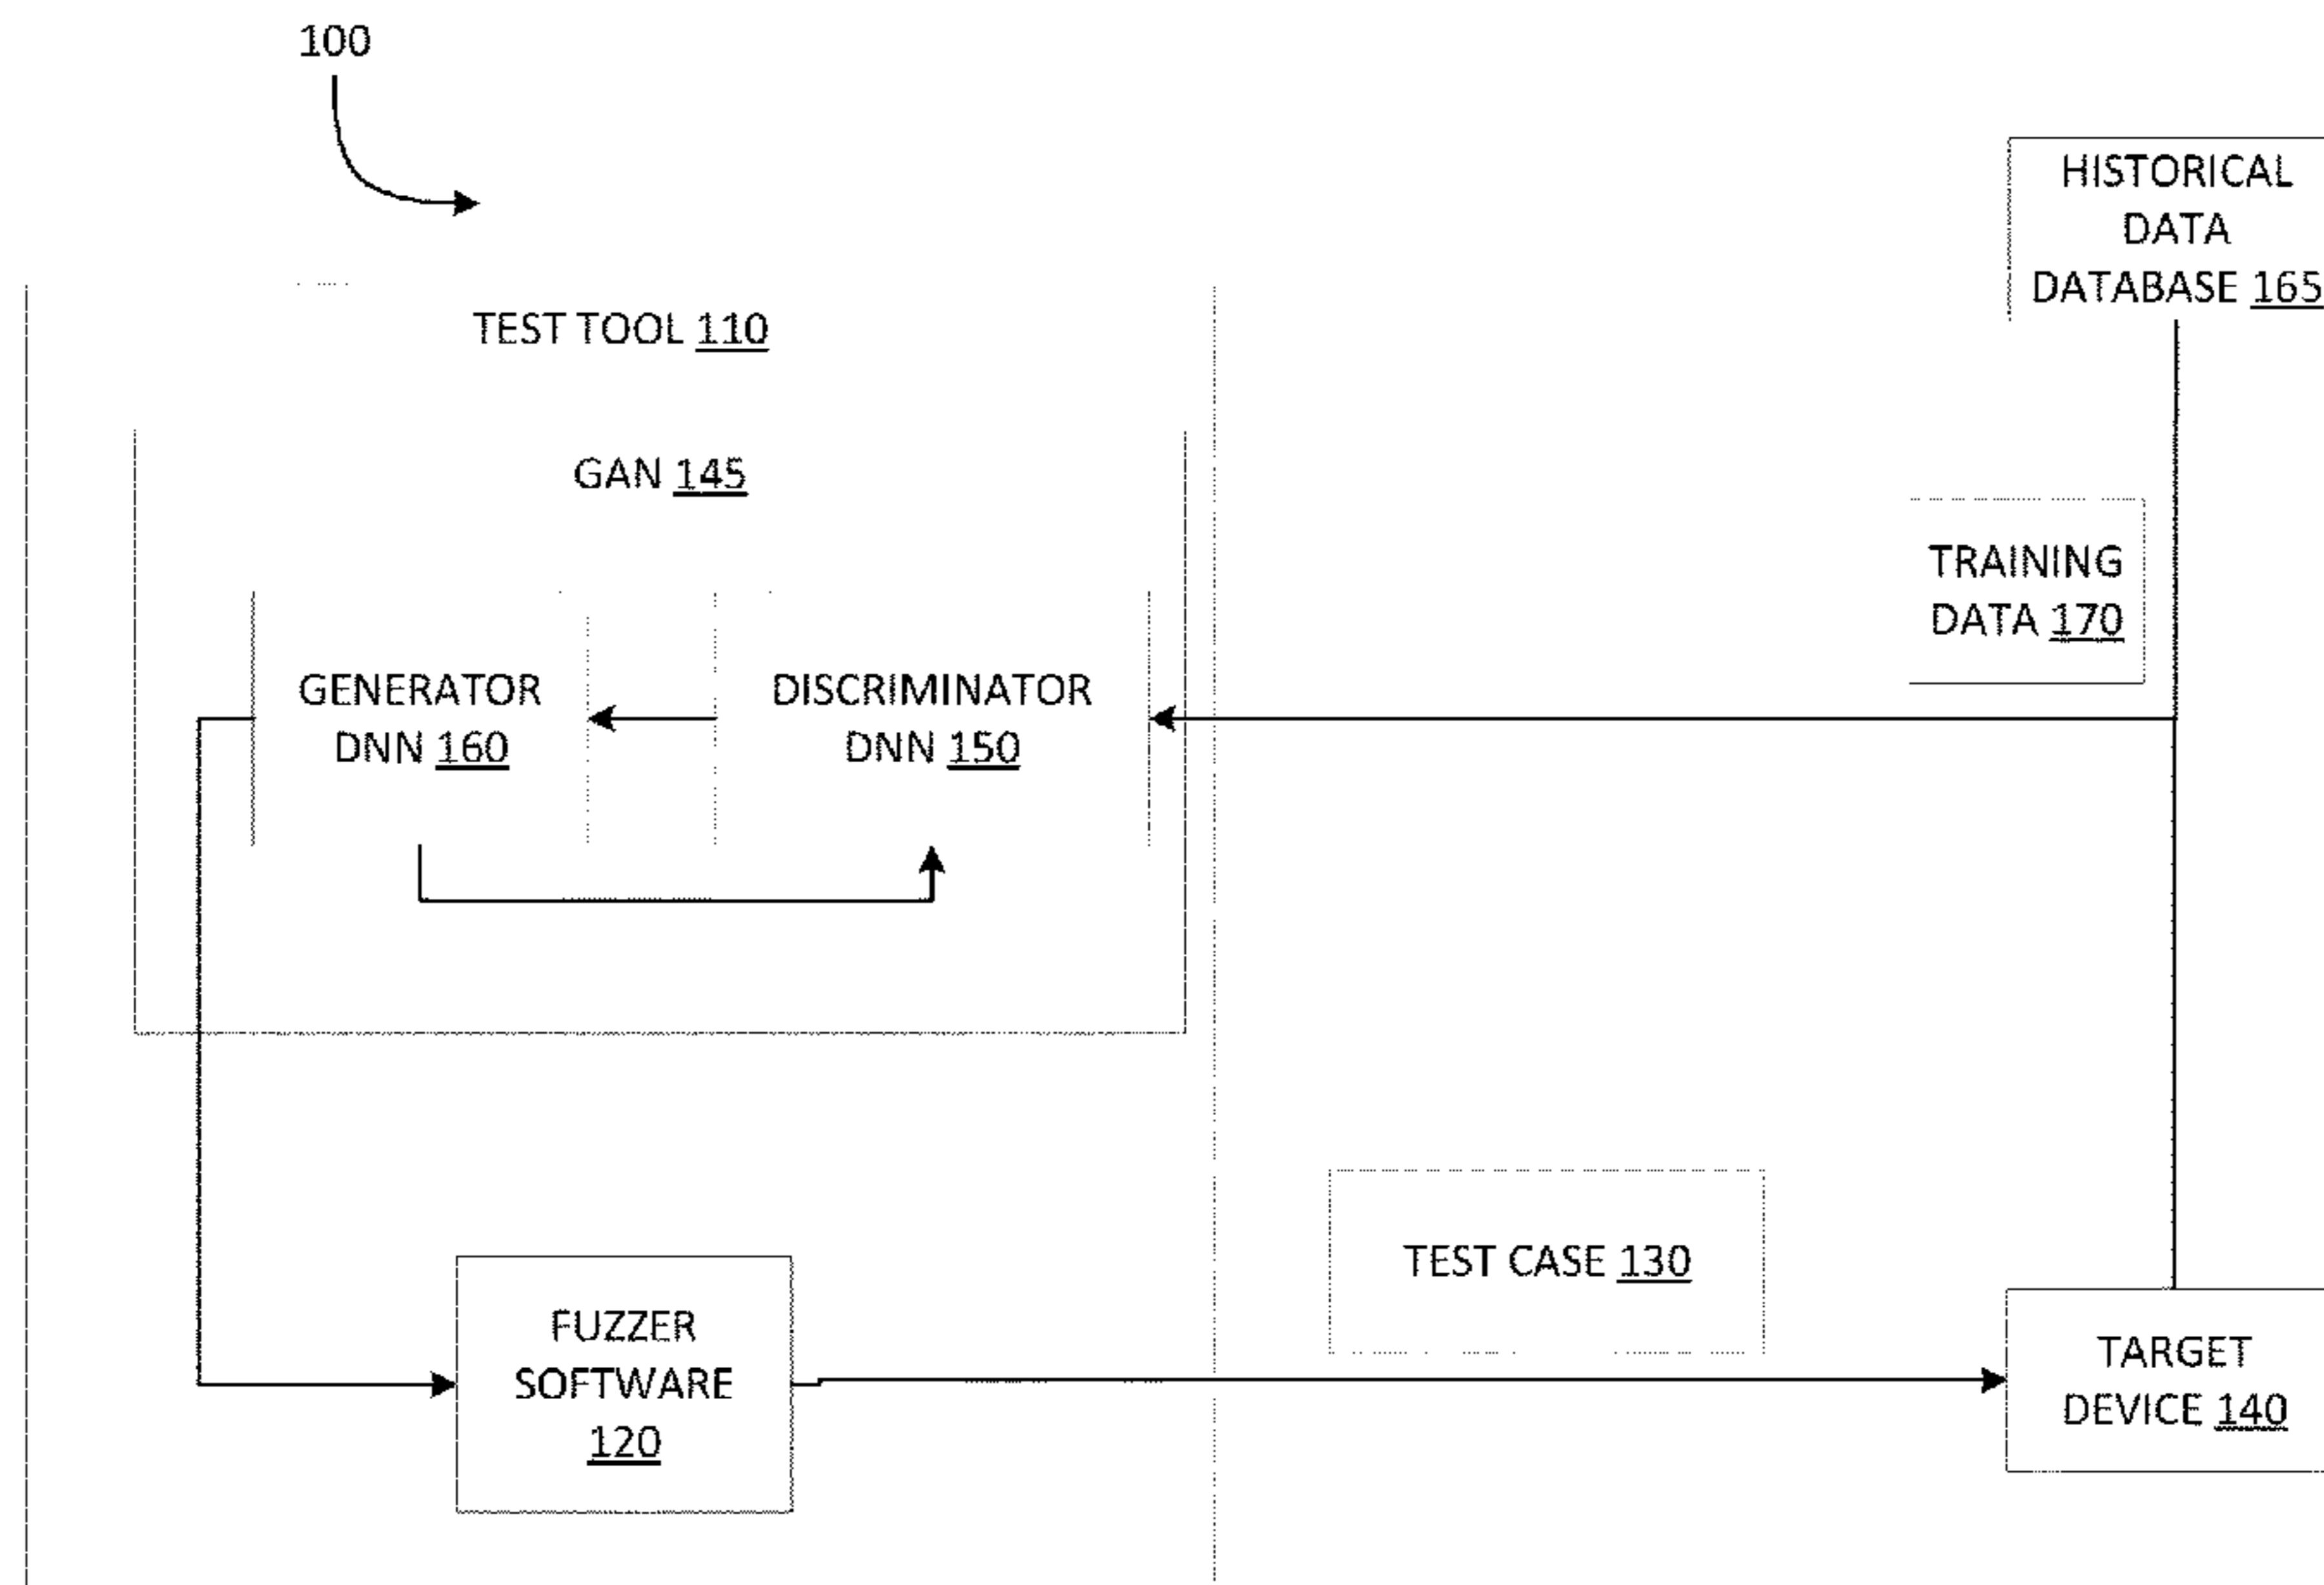 100
HISTORICAL
DATA
DATABASE 165
TEST TOOL 110
GAN 145
TRAINING
DATA 170
GENERATOR
DNN 160
DISCRIMINATOR
DNN 150
TEST CASE 130
FUZZER
SOFTWARE
120
TARGET
DEVICE 140